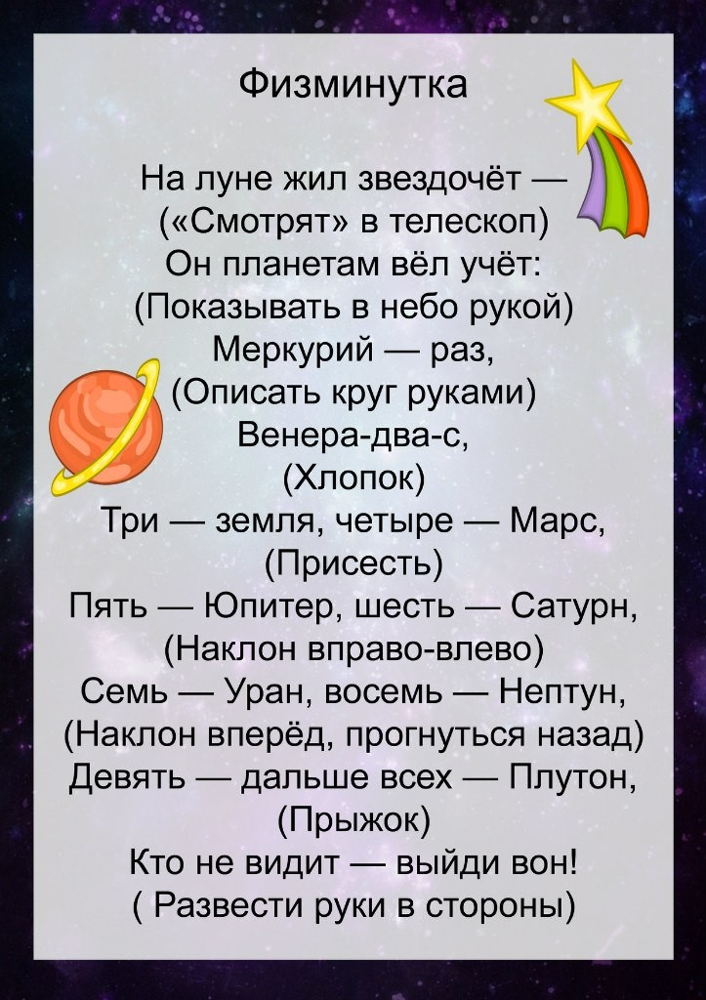 Физминутка
На луне жил звездочёт —
(«Смотрят» в телескоп)
Он планетам вёл учёт:
(Показывать в небо рукой)
Меркурий — раз,
(Описать круг руками)
Венера-два-с,
(Хлопок)
Три — земля, четыре — Марс,
(Присесть)
Пять — Юпитер, шесть — Сатурн,
(Наклон вправо-влево)
Семь — Уран, восемь — Нептун,
(Наклон вперёд, прогнуться назад)
Девять — дальше всех — Плутон,
(Прыжок)
Кто не видит — выйди вон!
( Развести руки в стороны)